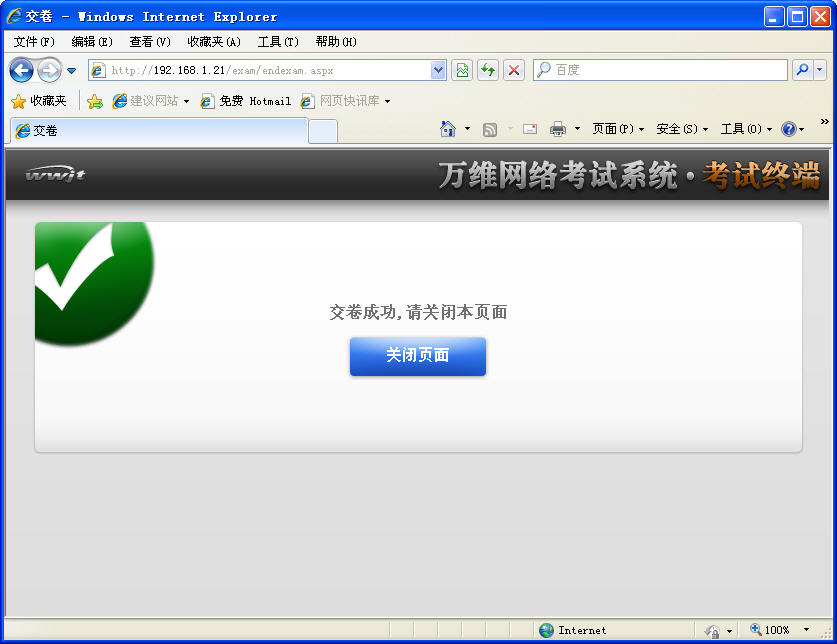 交卷 - Windows Internet Explorer
文件(F) 编辑(E) 查看(V) 收藏夹(A) 工具(T) 帮助(H)
http://192.168.1.21/exam/endexam.aspx 百度
收藏夹 建议网站 免费 Hotmail 网页快讯库
交卷 页面(P) 安全(S) 工具(O) »
wwjt 万维网络考试系统·考试终端
交卷成功,请关闭本页面
关闭页面
Internet 100%